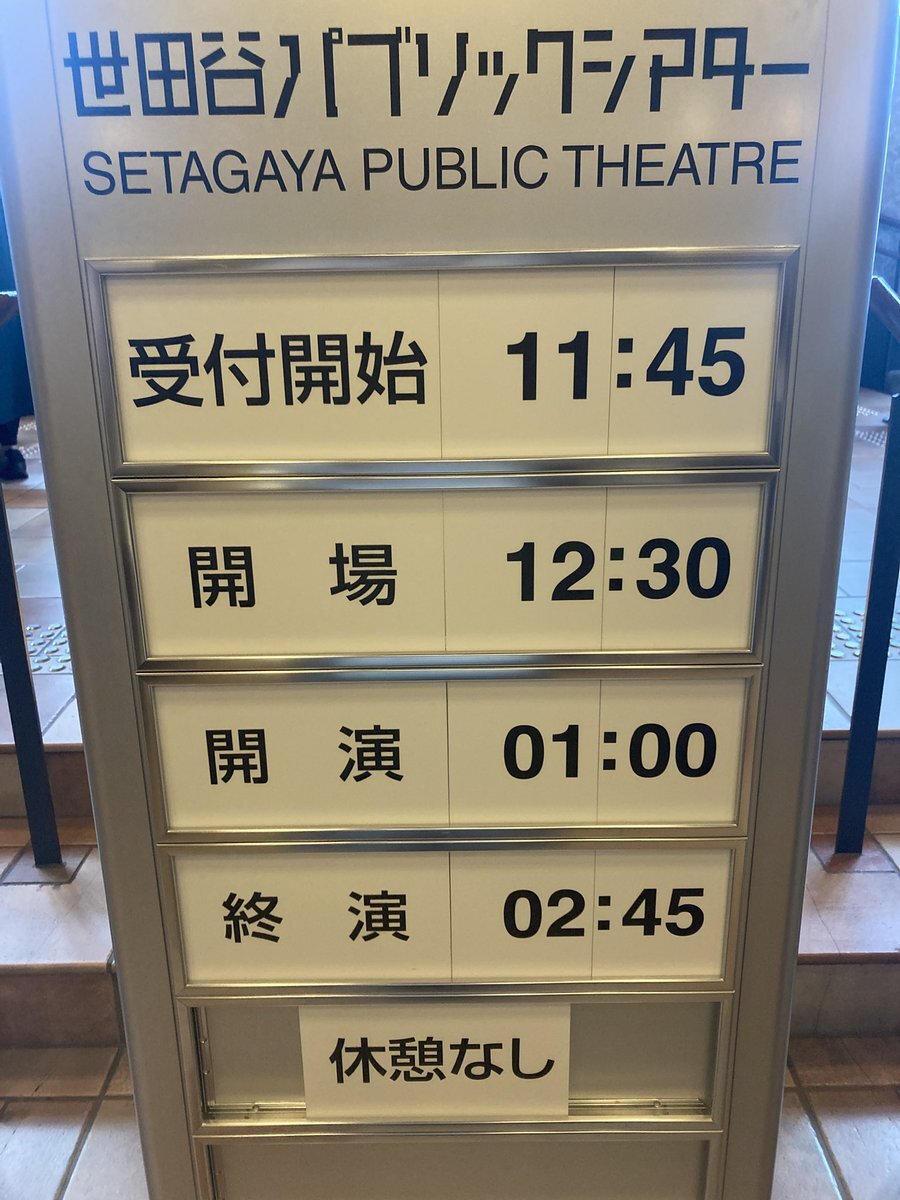 世田谷パブリックシアター
SETAGAYA PUBLIC THEATRE
受付開始 11:45
開 場 12:30
開 演 01:00
終 演 02:45
休憩なし